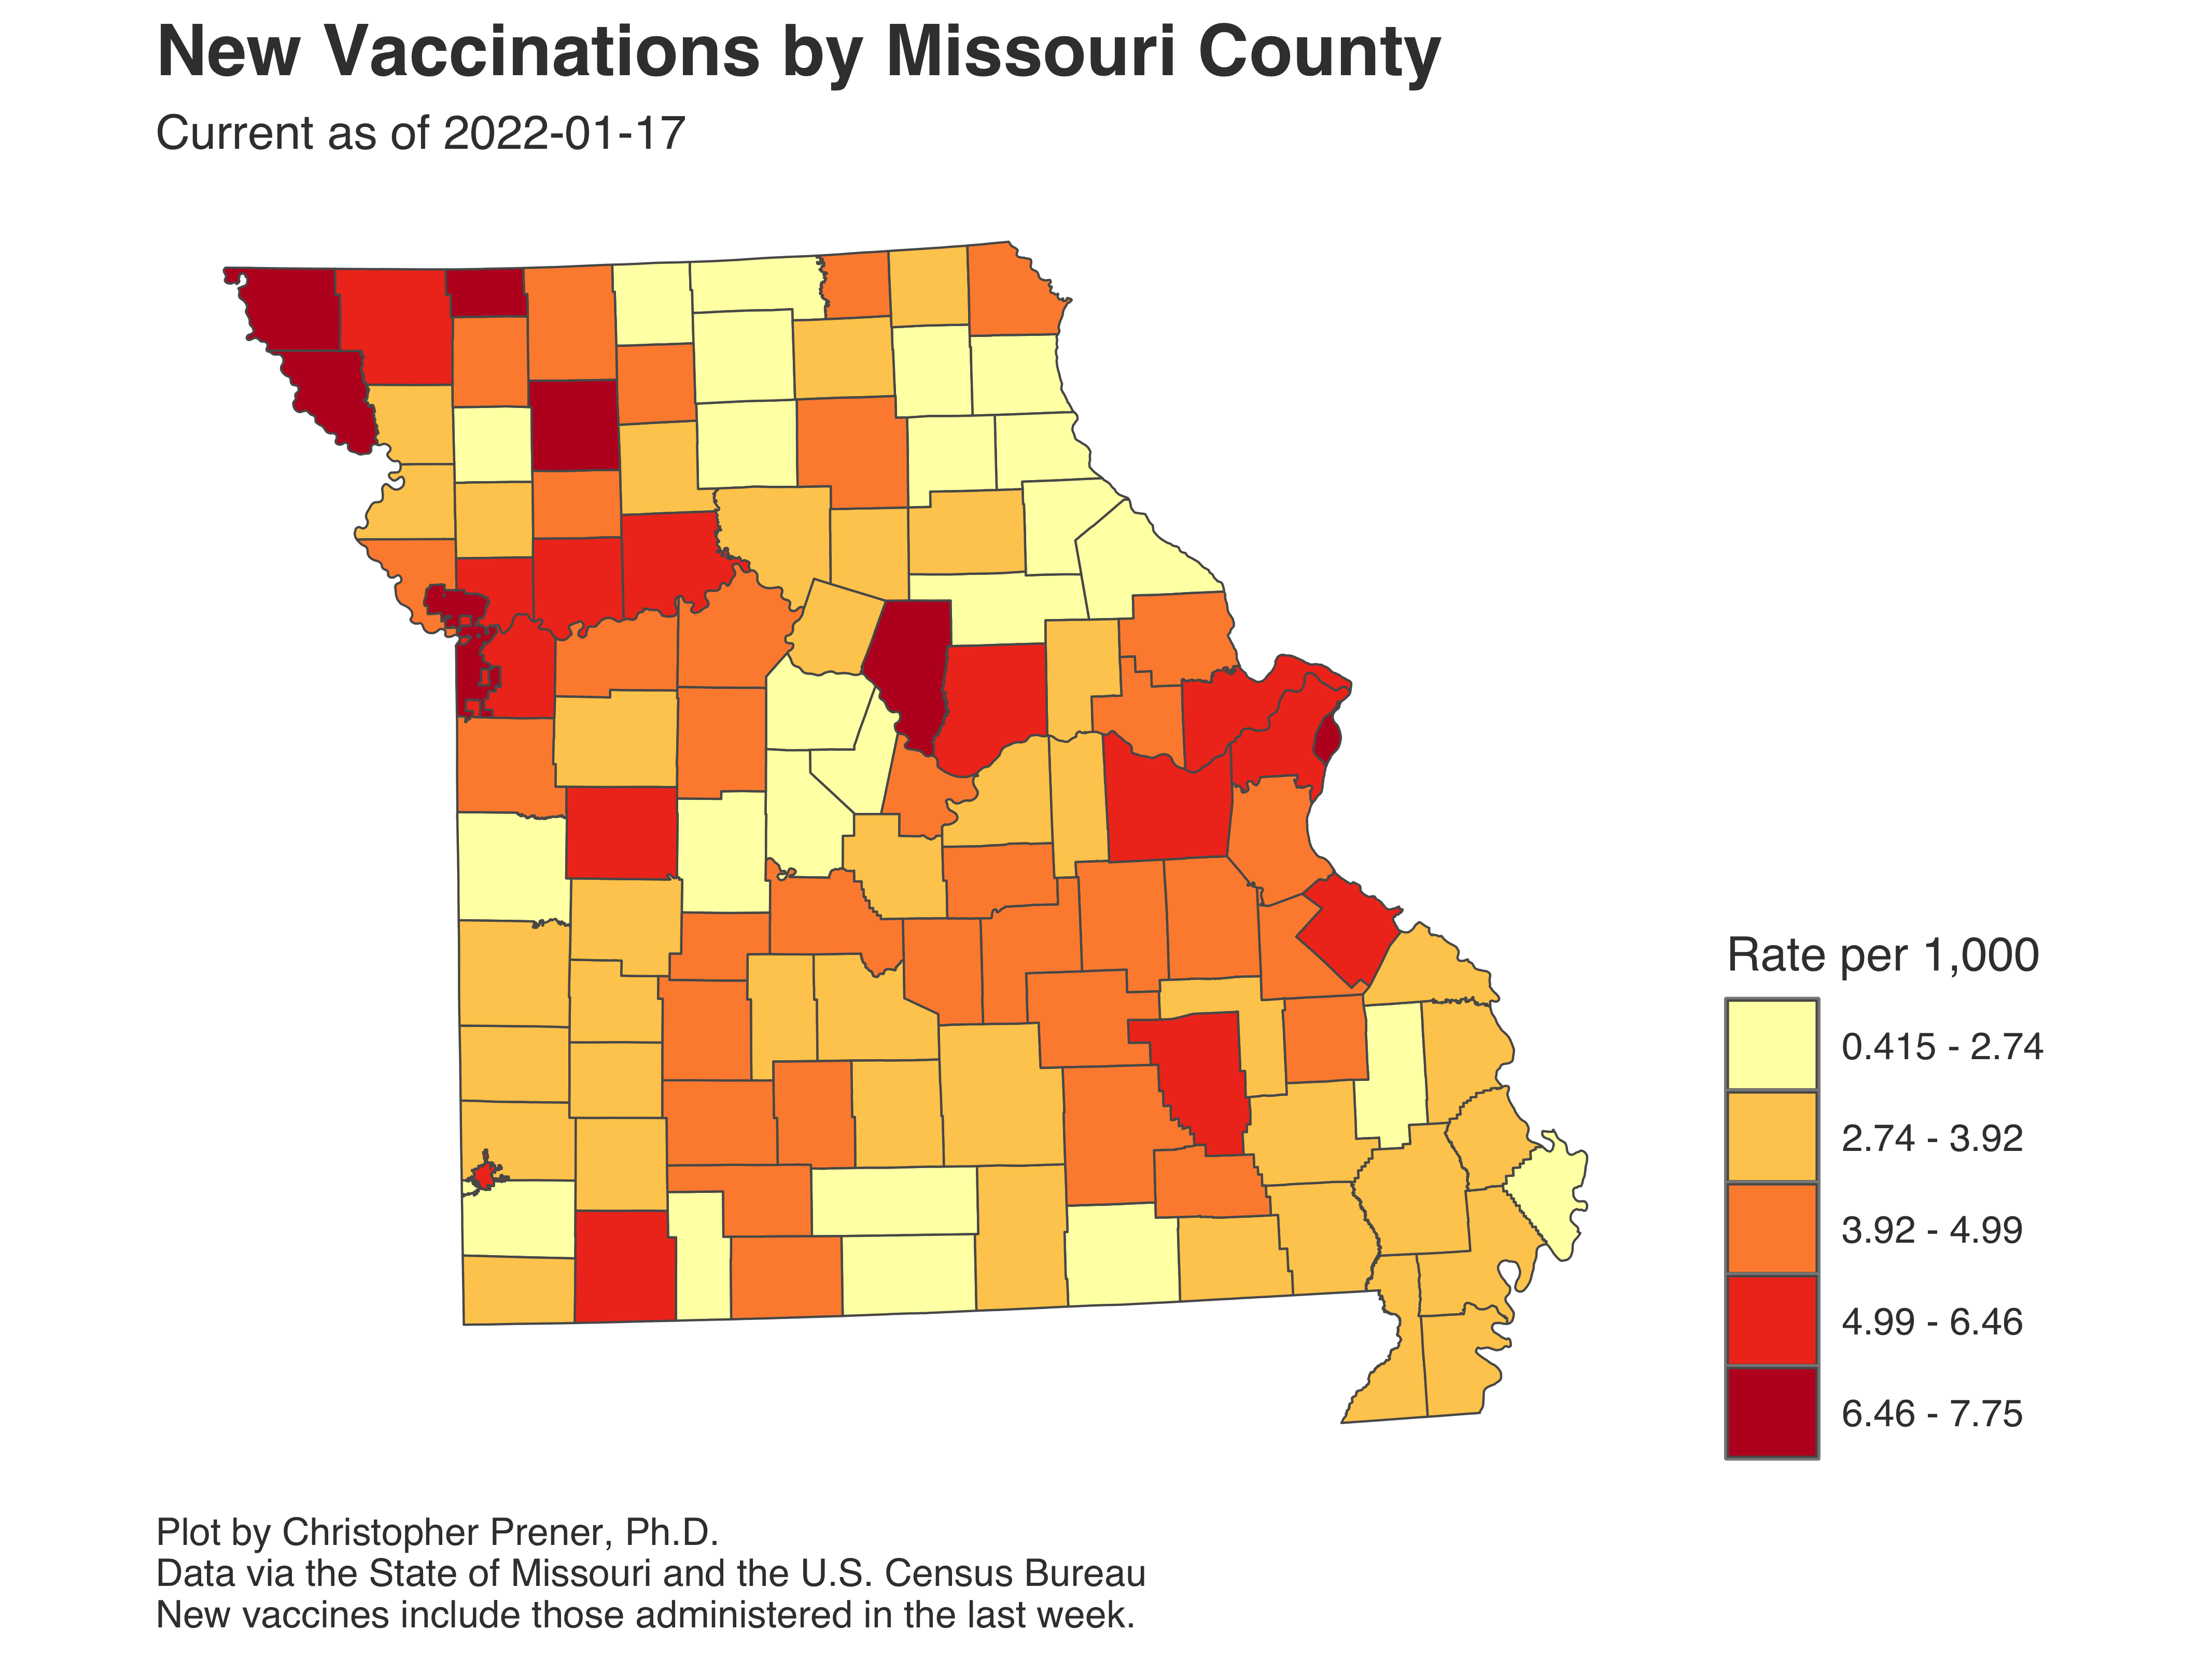 New Vaccinations by Missouri County
Current as of 2022-01-17
Rate per 1,000
0.415 - 2.74
2.74 - 3.92
3.92 - 4.99
4.99 - 6.46
6.46 - 7.75
Plot by Christopher Prener, Ph.D.
Data via the State of Missouri and the U.S. Census Bureau
New vaccines include those administered in the last week.